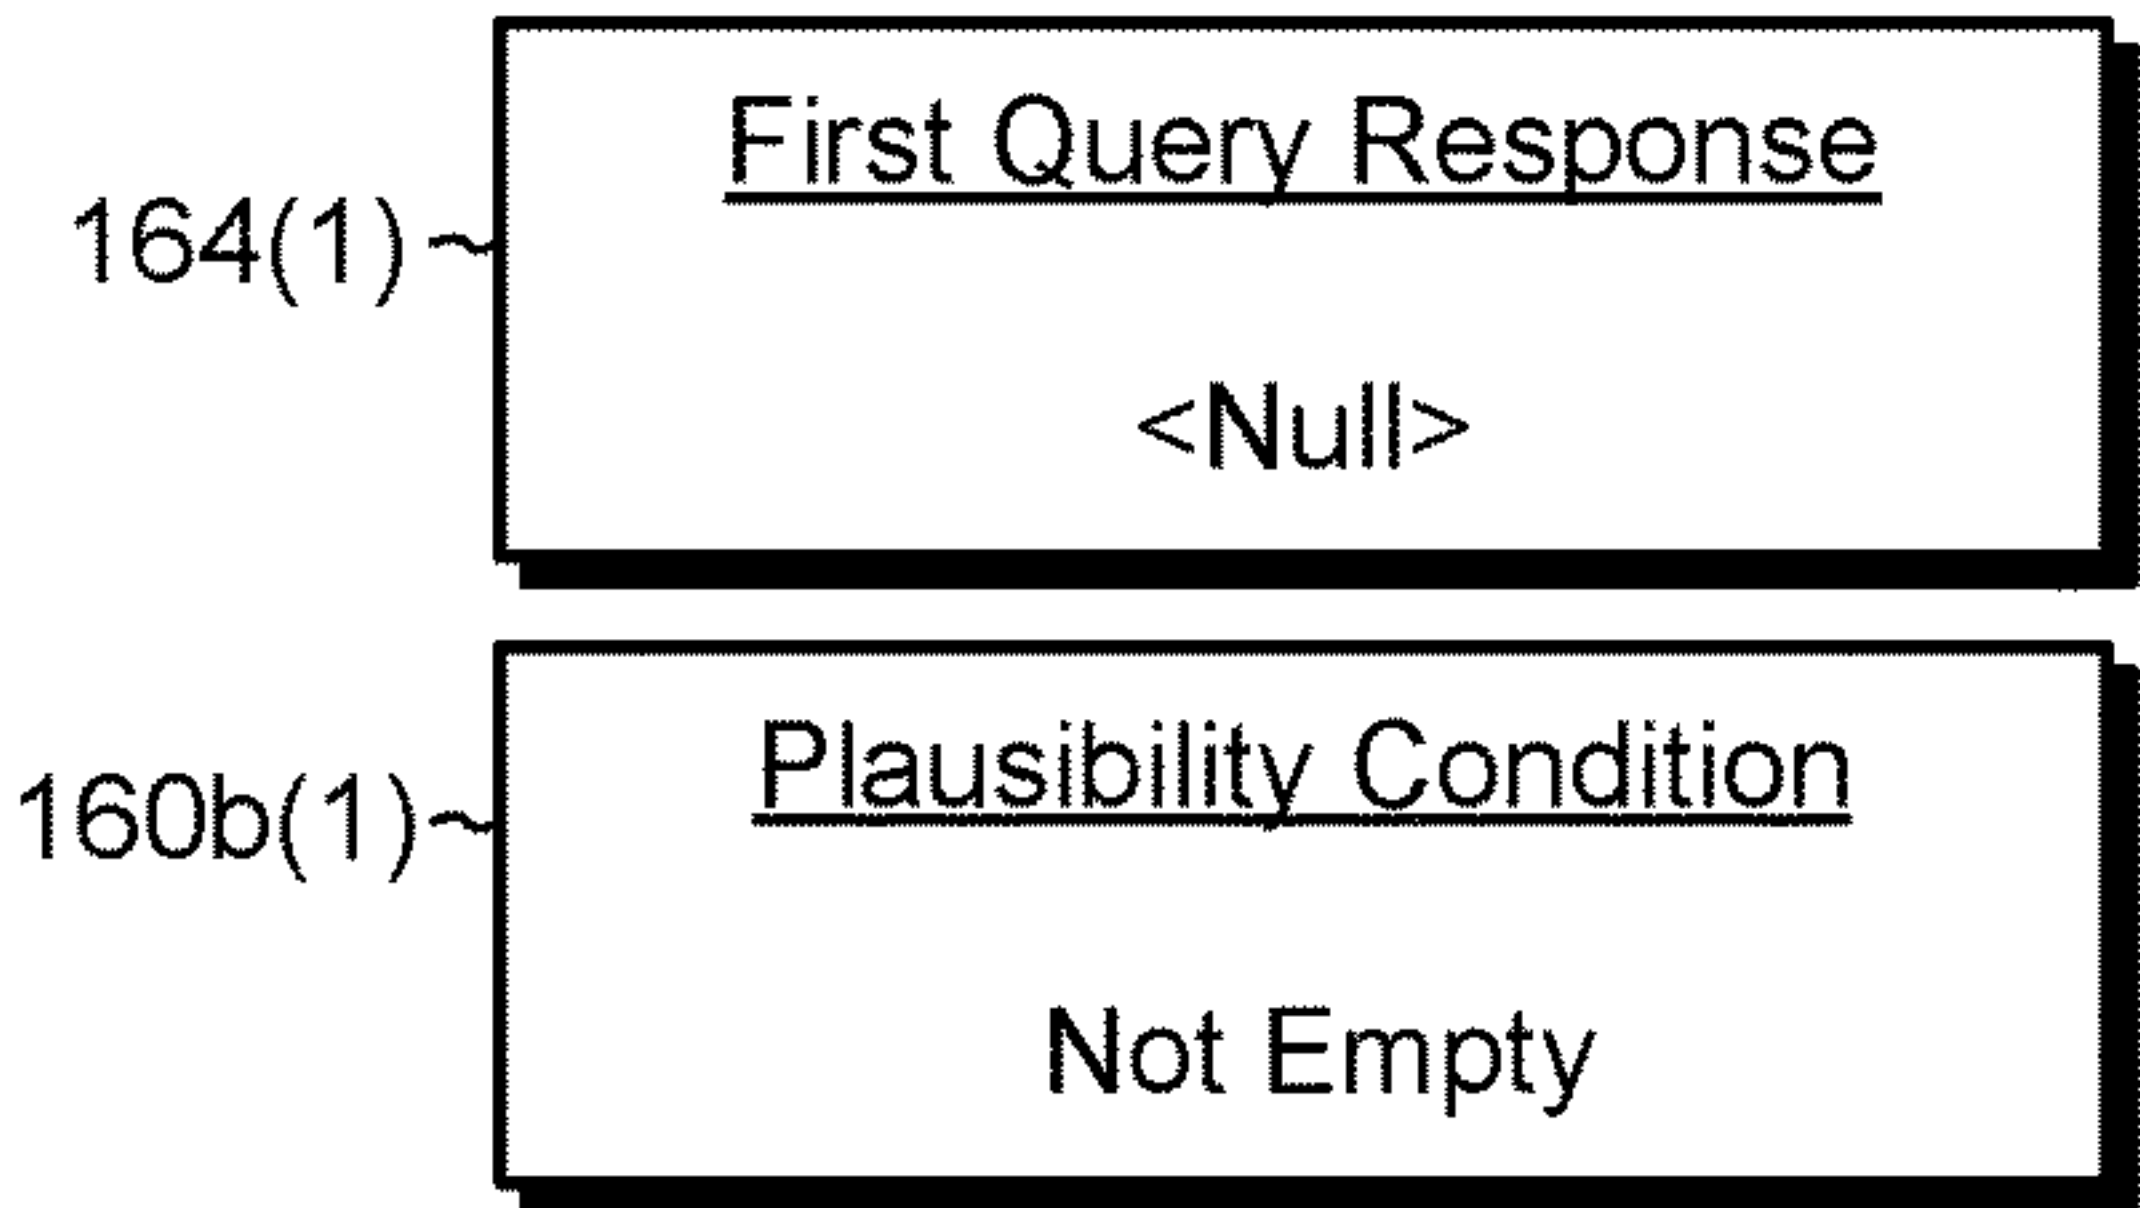 First Query Response
164(1)
<Null>
Plausibility Condition
160b(1)
Not Empty